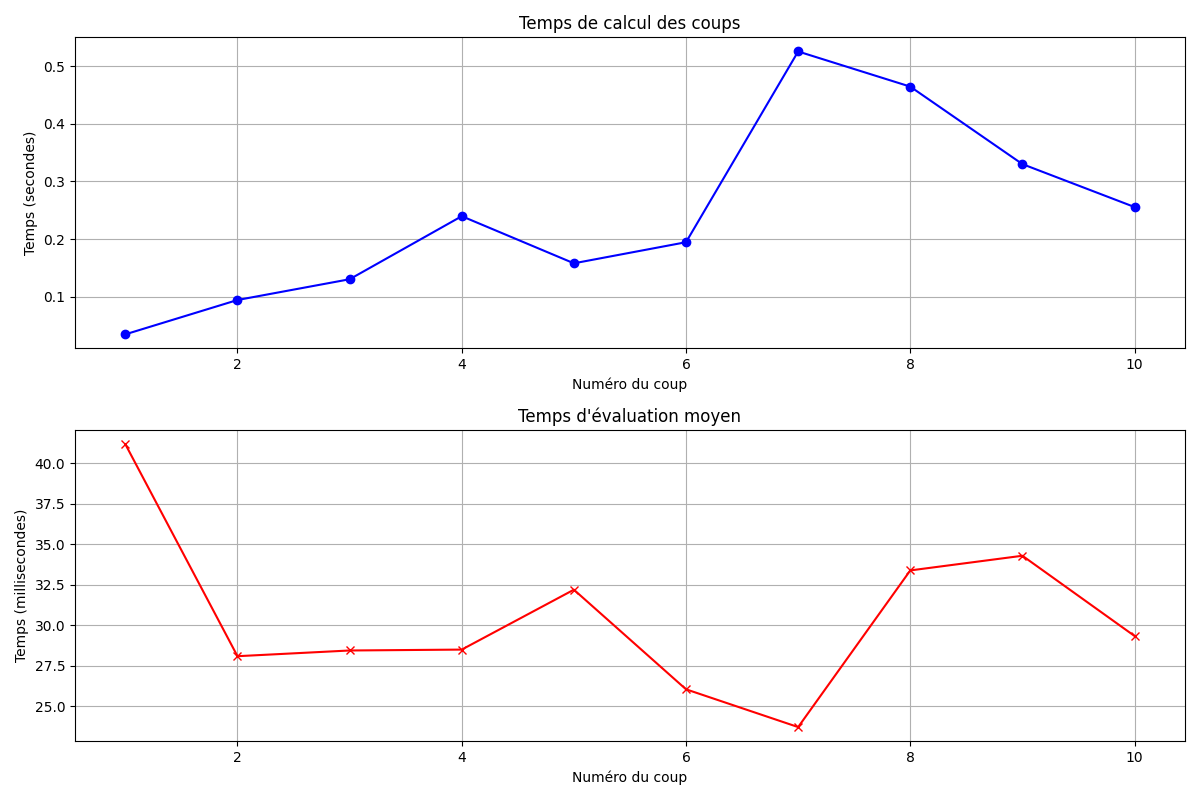 Temps de calcul des coups
Temps (secondes)
0.5
0.4
0.3
0.2
0.1
2 4 6 8 10
Numéro du coup
Temps d'évaluation moyen
Temps (millisecondes)
40.0
37.5
35.0
32.5
30.0
27.5
25.0
2 4 6 8 10
Numéro du coup